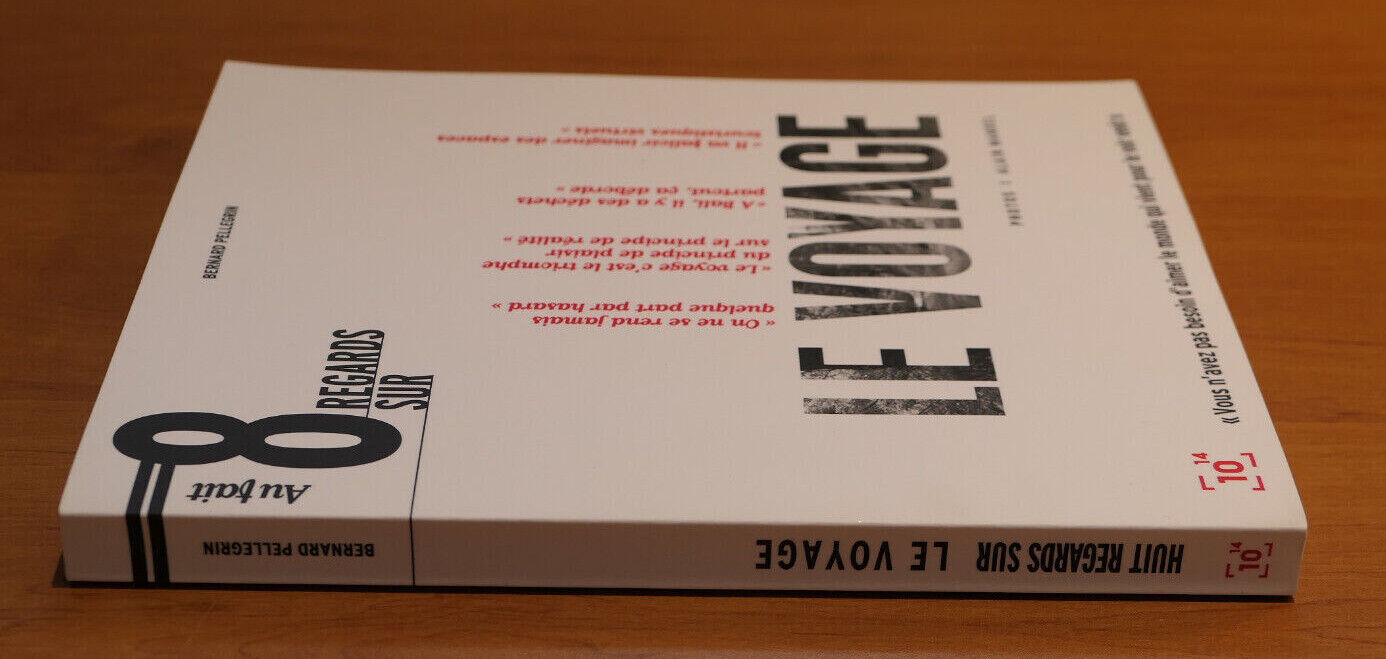 BERNARD PELLEGRIN
8
REGARDS
SUR
Au fait
« On ne se rend jamais
quelque part par hasard »
« Le voyage c'est le triomphe
du principe de plaisir
sur le principe de réalité »
« A Bali, il y a des déchets
partout, ça déborde »
« Il va falloir imaginer des espaces
touristiques virtuels »
LE VOYAGE
PHOTOS : ALAIN
« Vous n'avez pas besoin d'aimer le monde qui vient pour le voir venir »
14
10
14
10
HUIT REGARDS SUR LE VOYAGE
BERNARD PELLEGRIN